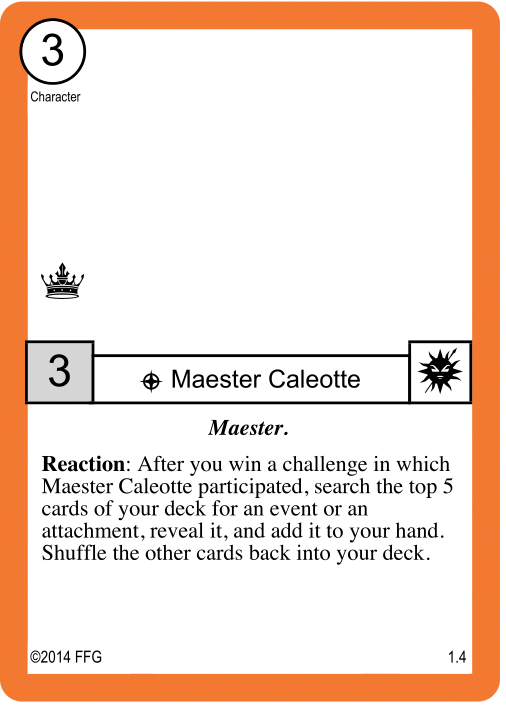 3
Character
3
Maester Caleotte
Maester.
Reaction: After you win a challenge in which
Maester Caleotte participated, search the top 5
cards of your deck for an event or an
attachment, reveal it, and add it to your hand.
Shuffle the other cards back into your deck.
©2014 FFG
1.4